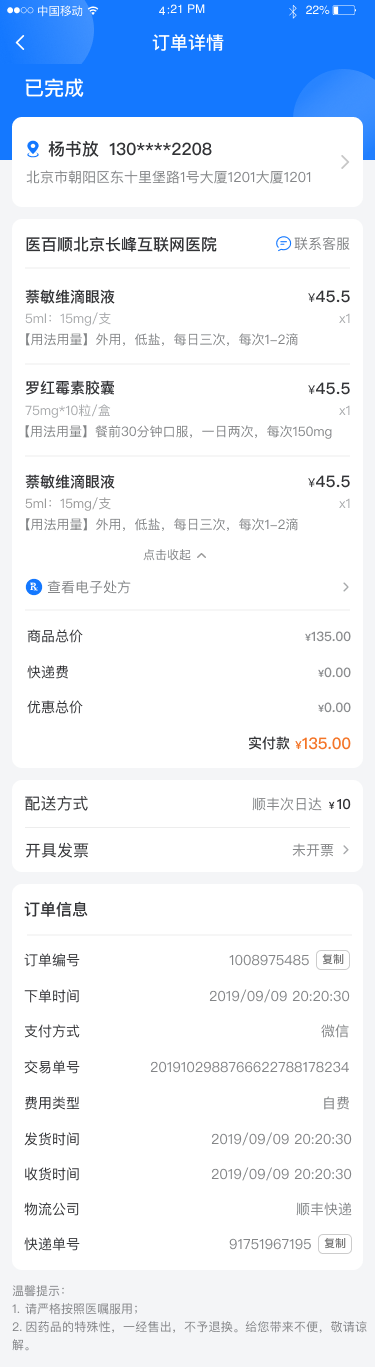 中国移动 4:21 PM 22%
订单详情
已完成
杨书放 130****2208
北京市朝阳区东十里堡路1号大厦1201大厦1201
医百顺北京长峰互联网医院 联系客服
萘敏维滴眼液 ¥45.5
5ml：15mg/支 x1
【用法用量】外用，低盐，每日三次，每次1-2滴
罗红霉素胶囊 ¥45.5
75mg*10粒/盒 x1
【用法用量】餐前30分钟口服，一日两次，每次150mg
萘敏维滴眼液 ¥45.5
5ml：15mg/支 x1
【用法用量】外用，低盐，每日三次，每次1-2滴
点击收起
查看电子处方
商品总价 ¥135.00
快递费 ¥0.00
优惠总价 ¥0.00
实付款 ¥135.00
配送方式 顺丰次日达 ¥10
开具发票 未开票
订单信息
订单编号 1008975485 复制
下单时间 2019/09/09 20:20:30
支付方式 微信
交易单号 2019102988766622788178234
费用类型 自费
发货时间 2019/09/09 20:20:30
收货时间 2019/09/09 20:20:30
物流公司 顺丰快递
快递单号 91751967195 复制
温馨提示：
1. 请严格按照医嘱服用；
2. 因药品的特殊性，一经售出，不予退换。给您带来不便，敬请谅
解。